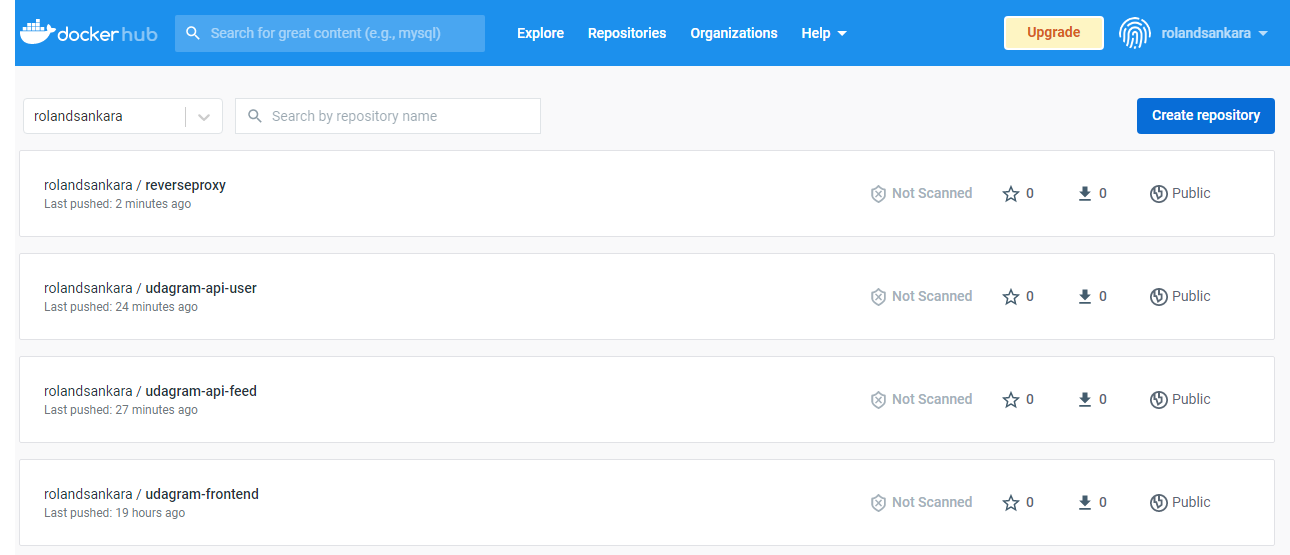 dockerhub Search for great content (e.g., mysql) Explore Repositories Organizations Help Upgrade rolandsankara
rolandsankara Search by repository name Create repository
rolandsankara / reverseproxy
Last pushed: 2 minutes ago
Not Scanned 0 0 Public
rolandsankara / udagram-api-user
Last pushed: 24 minutes ago
Not Scanned 0 0 Public
rolandsankara / udagram-api-feed
Last pushed: 27 minutes ago
Not Scanned 0 0 Public
rolandsankara / udagram-frontend
Last pushed: 19 hours ago
Not Scanned 0 0 Public